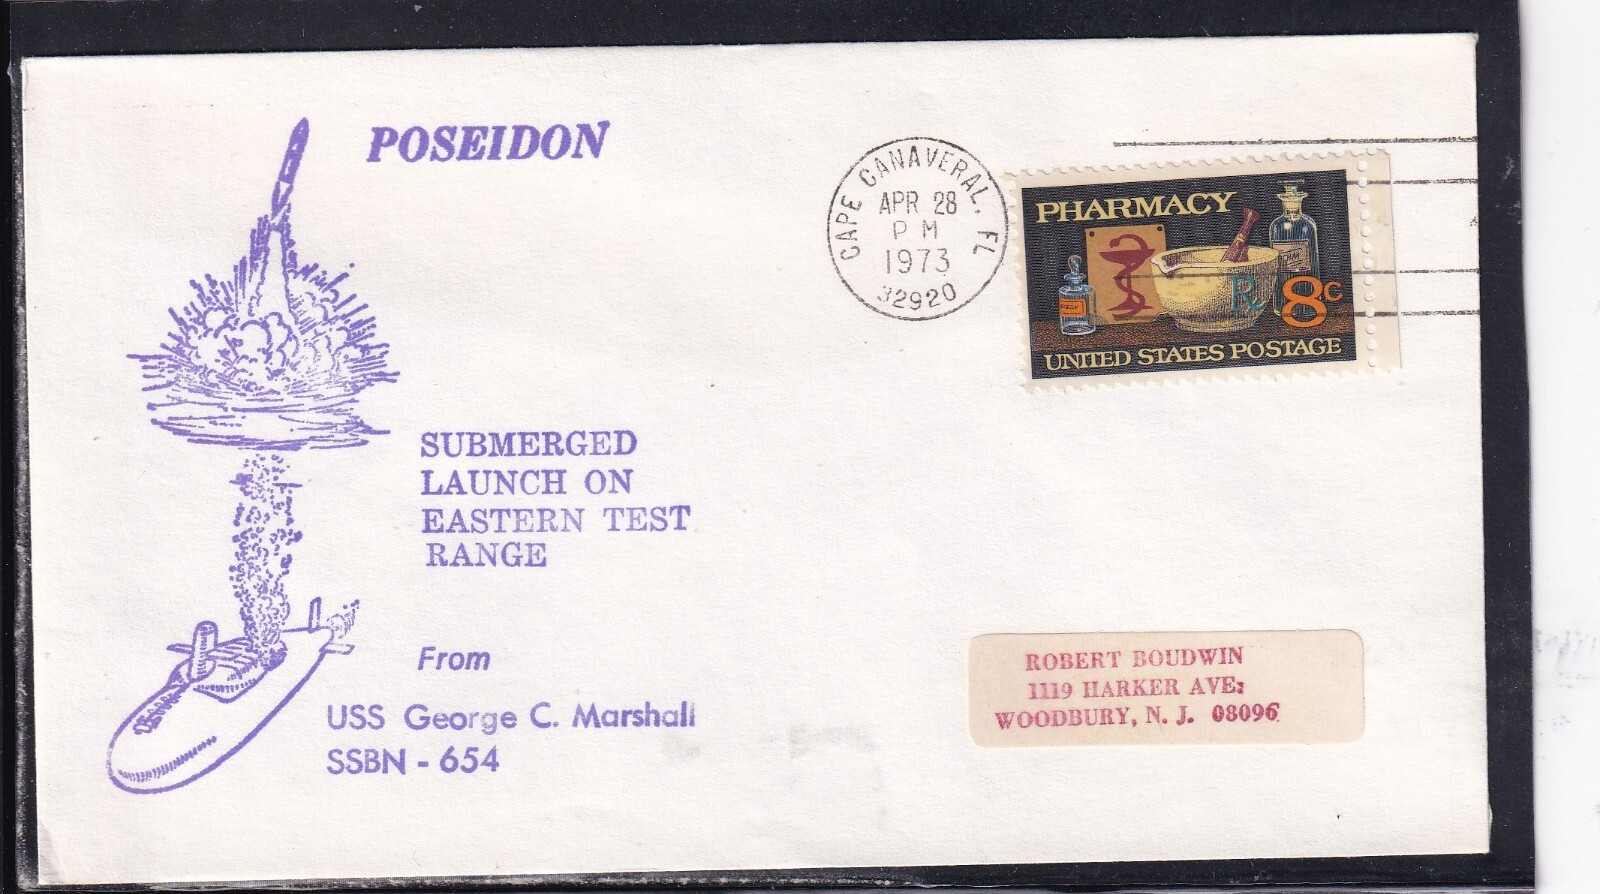 POSEIDON
CAPE CANAVERAL, FL
APR 28
PM
1973
32920
PHARMACY
R 8c
UNITED STATES POSTAGE
SUBMERGED
LAUNCH ON
EASTERN TEST
RANGE
From
USS George C. Marshall
SSBN - 654
ROBERT BOUDWIN
1119 HARKER AVE:
WOODBURY, N. J. 08096